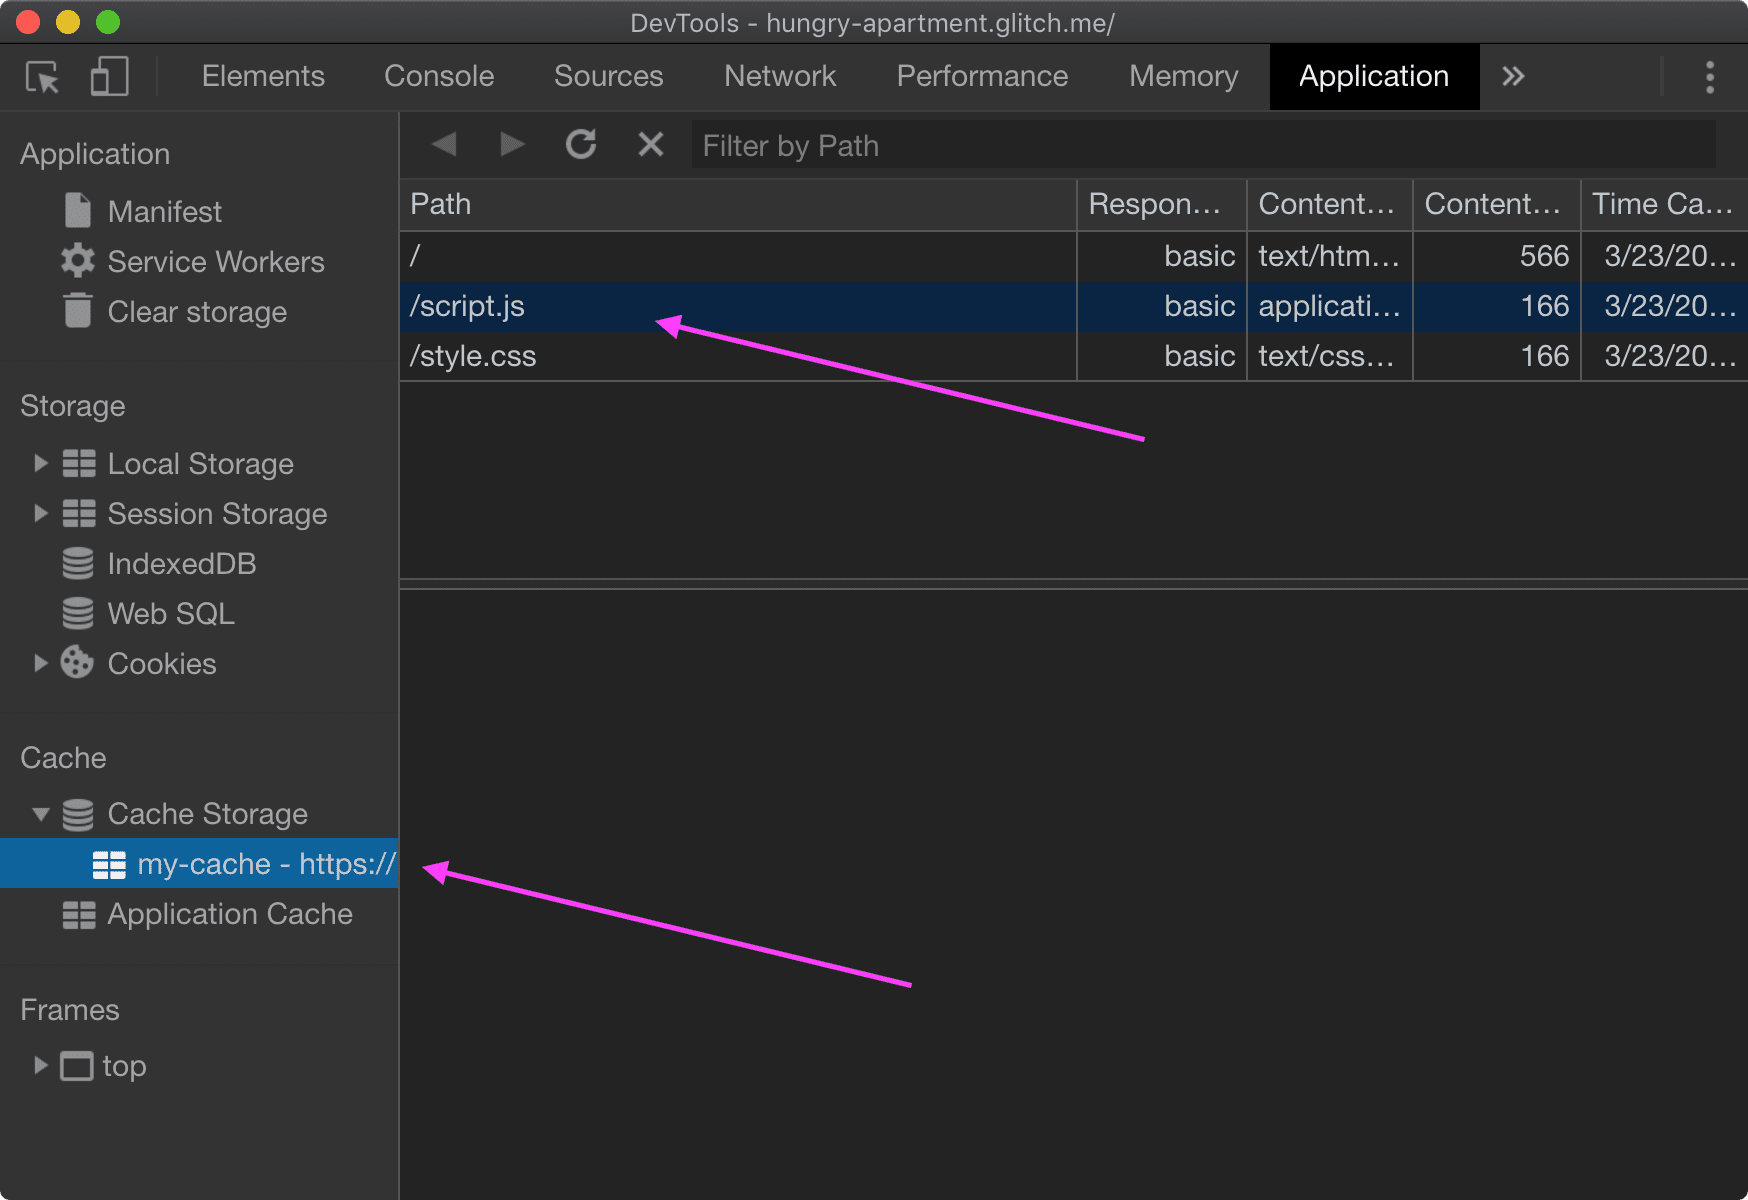 DevTools - hungry-apartment.glitch.me/
Elements Console Sources Network Performance Memory Application »
Application
Manifest
Service Workers
Clear storage
Storage
Local Storage
Session Storage
IndexedDB
Web SQL
Cookies
Cache
Cache Storage
my-cache - https://
Application Cache
Frames
top
Filter by Path
Path Respon... Content... Content... Time Ca...
/ basic text/htm... 566 3/23/20...
/script.js basic applicati... 166 3/23/20...
/style.css basic text/css... 166 3/23/20...